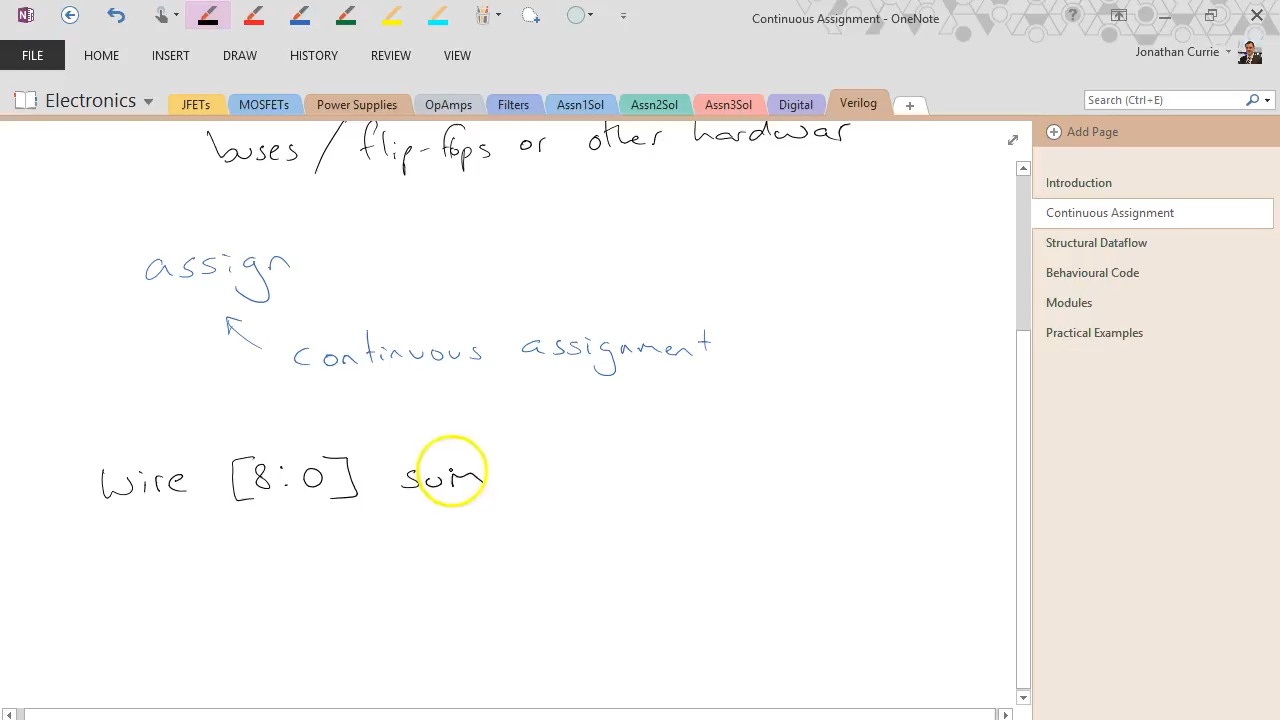 Continuous Assignment - OneNote
?
Jonathan Currie
FILE HOME INSERT DRAW HISTORY REVIEW VIEW
Electronics JFETs MOSFETs Power Supplies OpAmps Filters Assn1Sol Assn2Sol Assn3Sol Digital Verilog
Search (Ctrl+E)
Add Page
Introduction
Continuous Assignment
Structural Dataflow
Behavioural Code
Modules
Practical Examples
buses / flip-flops or other hardwar
assign
continuous assignment
wire [8:0] sum